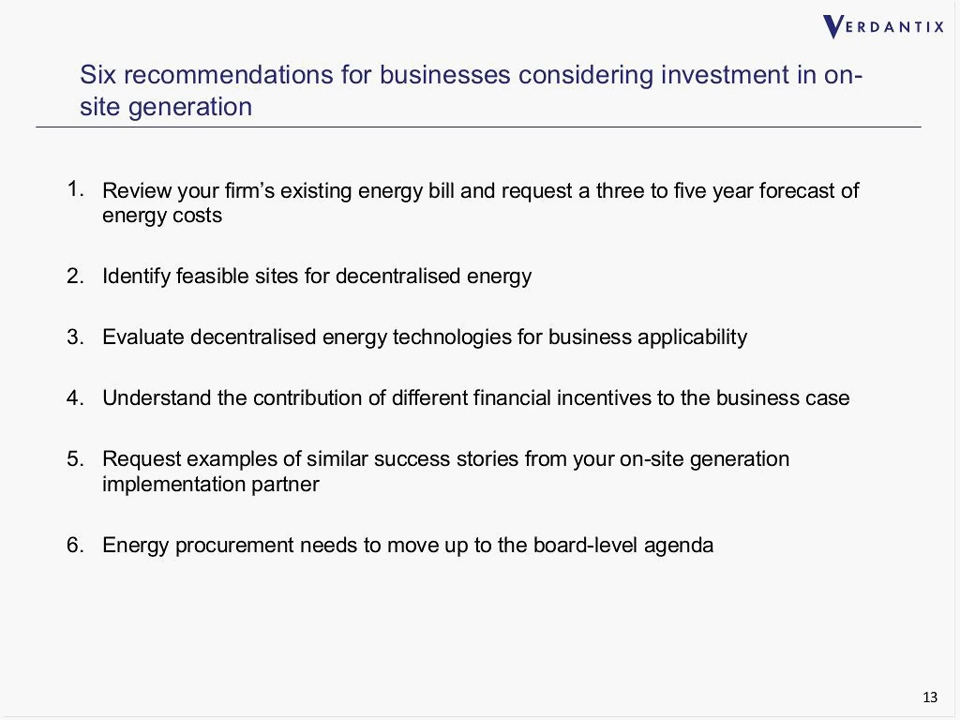 VERDANTIX
Six recommendations for businesses considering investment in on-
site generation
1. Review your firm’s existing energy bill and request a three to five year forecast of
energy costs
2. Identify feasible sites for decentralised energy
3. Evaluate decentralised energy technologies for business applicability
4. Understand the contribution of different financial incentives to the business case
5. Request examples of similar success stories from your on-site generation
implementation partner
6. Energy procurement needs to move up to the board-level agenda
13